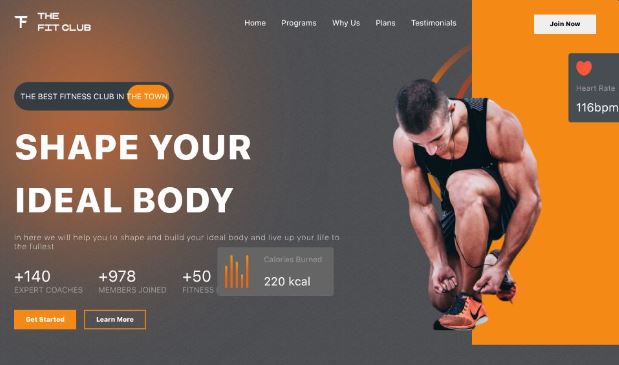 THE
FIT CLUB
Home Programs Why Us Plans Testimonials
Join Now
Heart Rate
116bpm
THE BEST FITNESS CLUB IN THE TOWN
SHAPE YOUR
IDEAL BODY
in here we will help you to shape and build your ideal body and live up your life to
the fullest
Calories Burned
220 kcal
+140 +978 +50
EXPERT COACHES MEMBERS JOINED FITNESS
Get Started Learn More